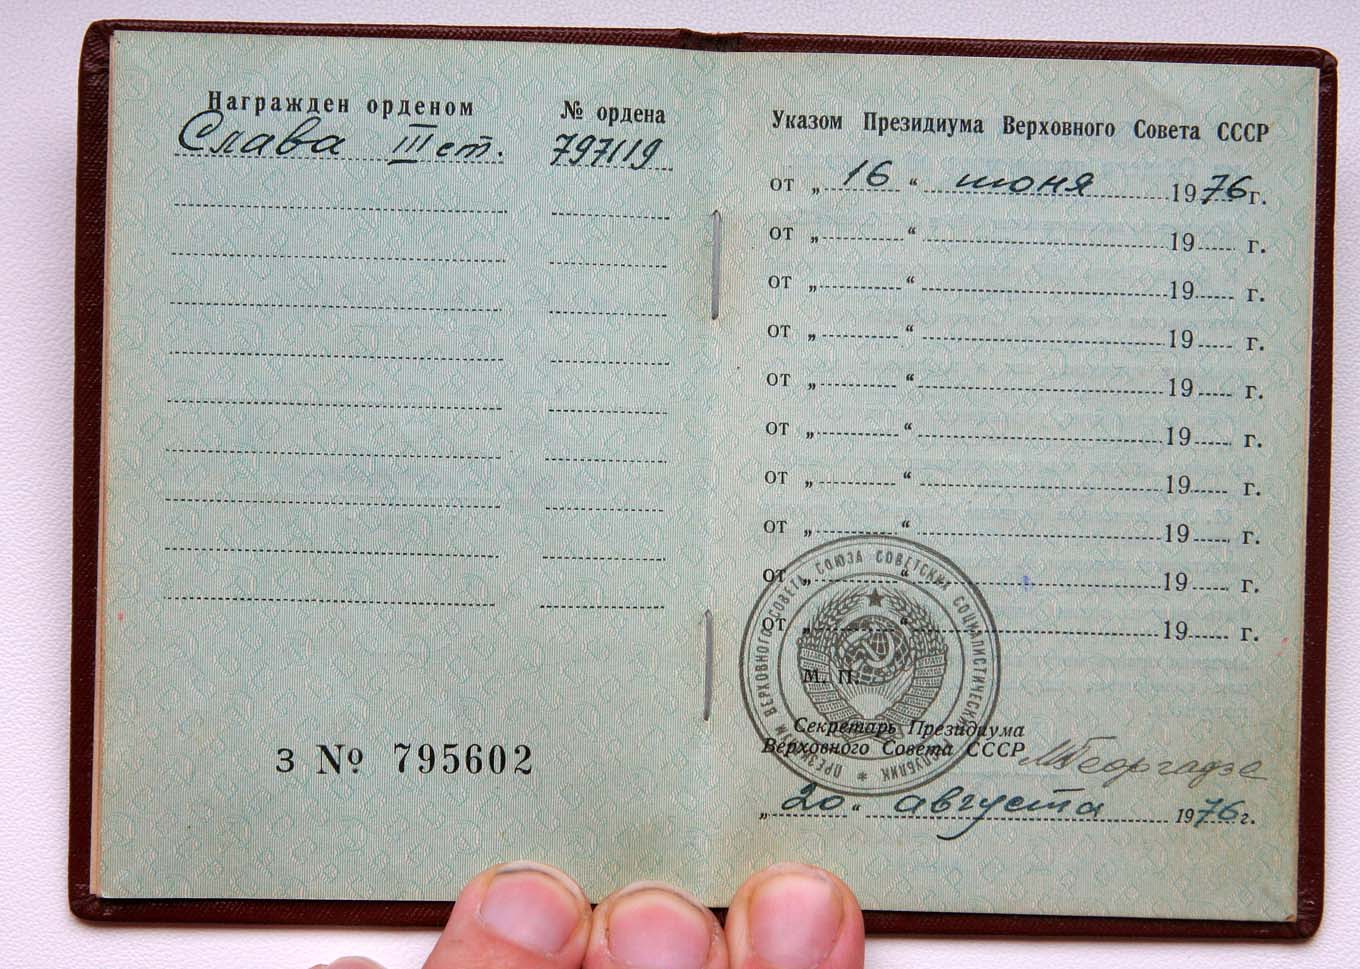 Награжден орденом № ордена
Слава III ст. 797119
З № 795602
Указом Президиума Верховного Совета СССР
от „ 16 “ июня 1976 г.
от „ “ 19 г.
от „ “ 19 г.
от „ “ 19 г.
от „ “ 19 г.
от „ “ 19 г.
от „ “ 19 г.
от „ “ 19 г.
от „ “ 19 г.
от „ “ 19 г.
ПРЕЗИДИУМ ВЕРХОВНОГО СОВЕТА СОЮЗА СОВЕТСКИХ СОЦИАЛИСТИЧЕСКИХ РЕСПУБЛИК *
М. П.
Секретарь Президиума
Верховного Совета СССР МГеоргадзе
„ 20 “ августа 1976 г.